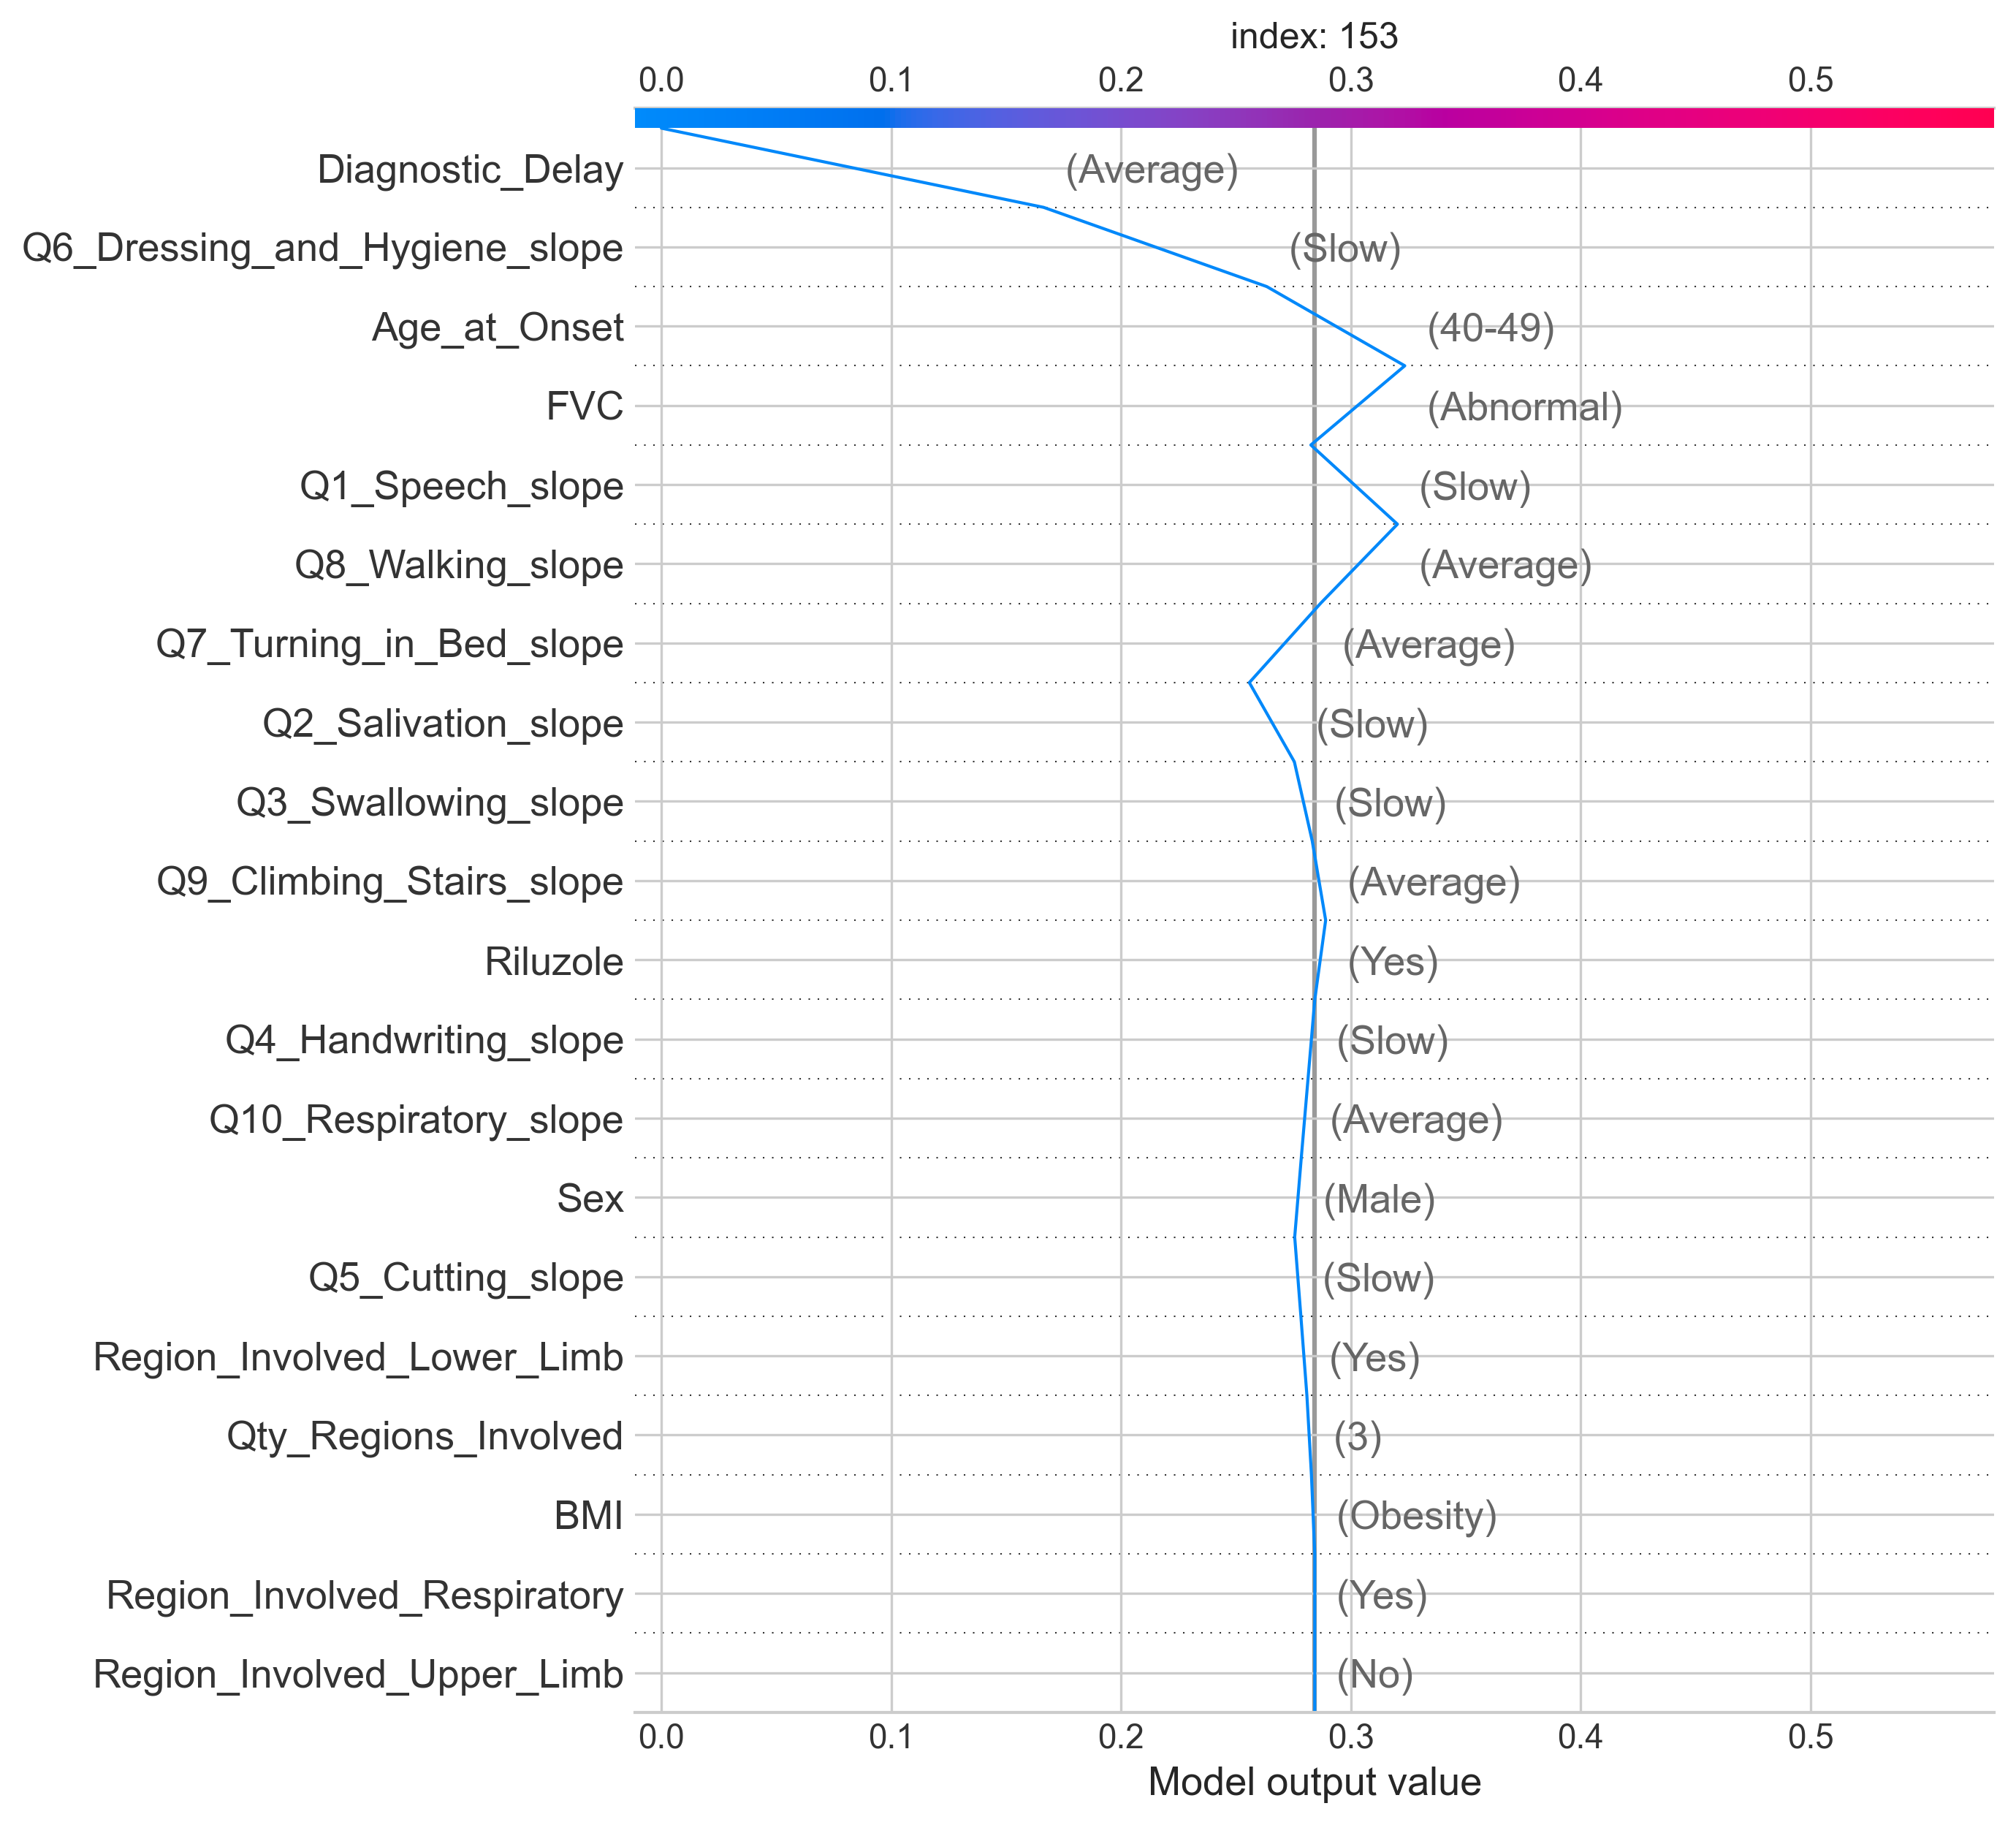 index: 153
0.0 0.1 0.2 0.3 0.4 0.5
Diagnostic_Delay (Average)
Q6_Dressing_and_Hygiene_slope (Slow)
Age_at_Onset (40-49)
FVC (Abnormal)
Q1_Speech_slope (Slow)
Q8_Walking_slope (Average)
Q7_Turning_in_Bed_slope (Average)
Q2_Salivation_slope (Slow)
Q3_Swallowing_slope (Slow)
Q9_Climbing_Stairs_slope (Average)
Riluzole (Yes)
Q4_Handwriting_slope (Slow)
Q10_Respiratory_slope (Average)
Sex (Male)
Q5_Cutting_slope (Slow)
Region_Involved_Lower_Limb (Yes)
Qty_Regions_Involved (3)
BMI (Obesity)
Region_Involved_Respiratory (Yes)
Region_Involved_Upper_Limb (No)
0.0 0.1 0.2 0.3 0.4 0.5
Model output value